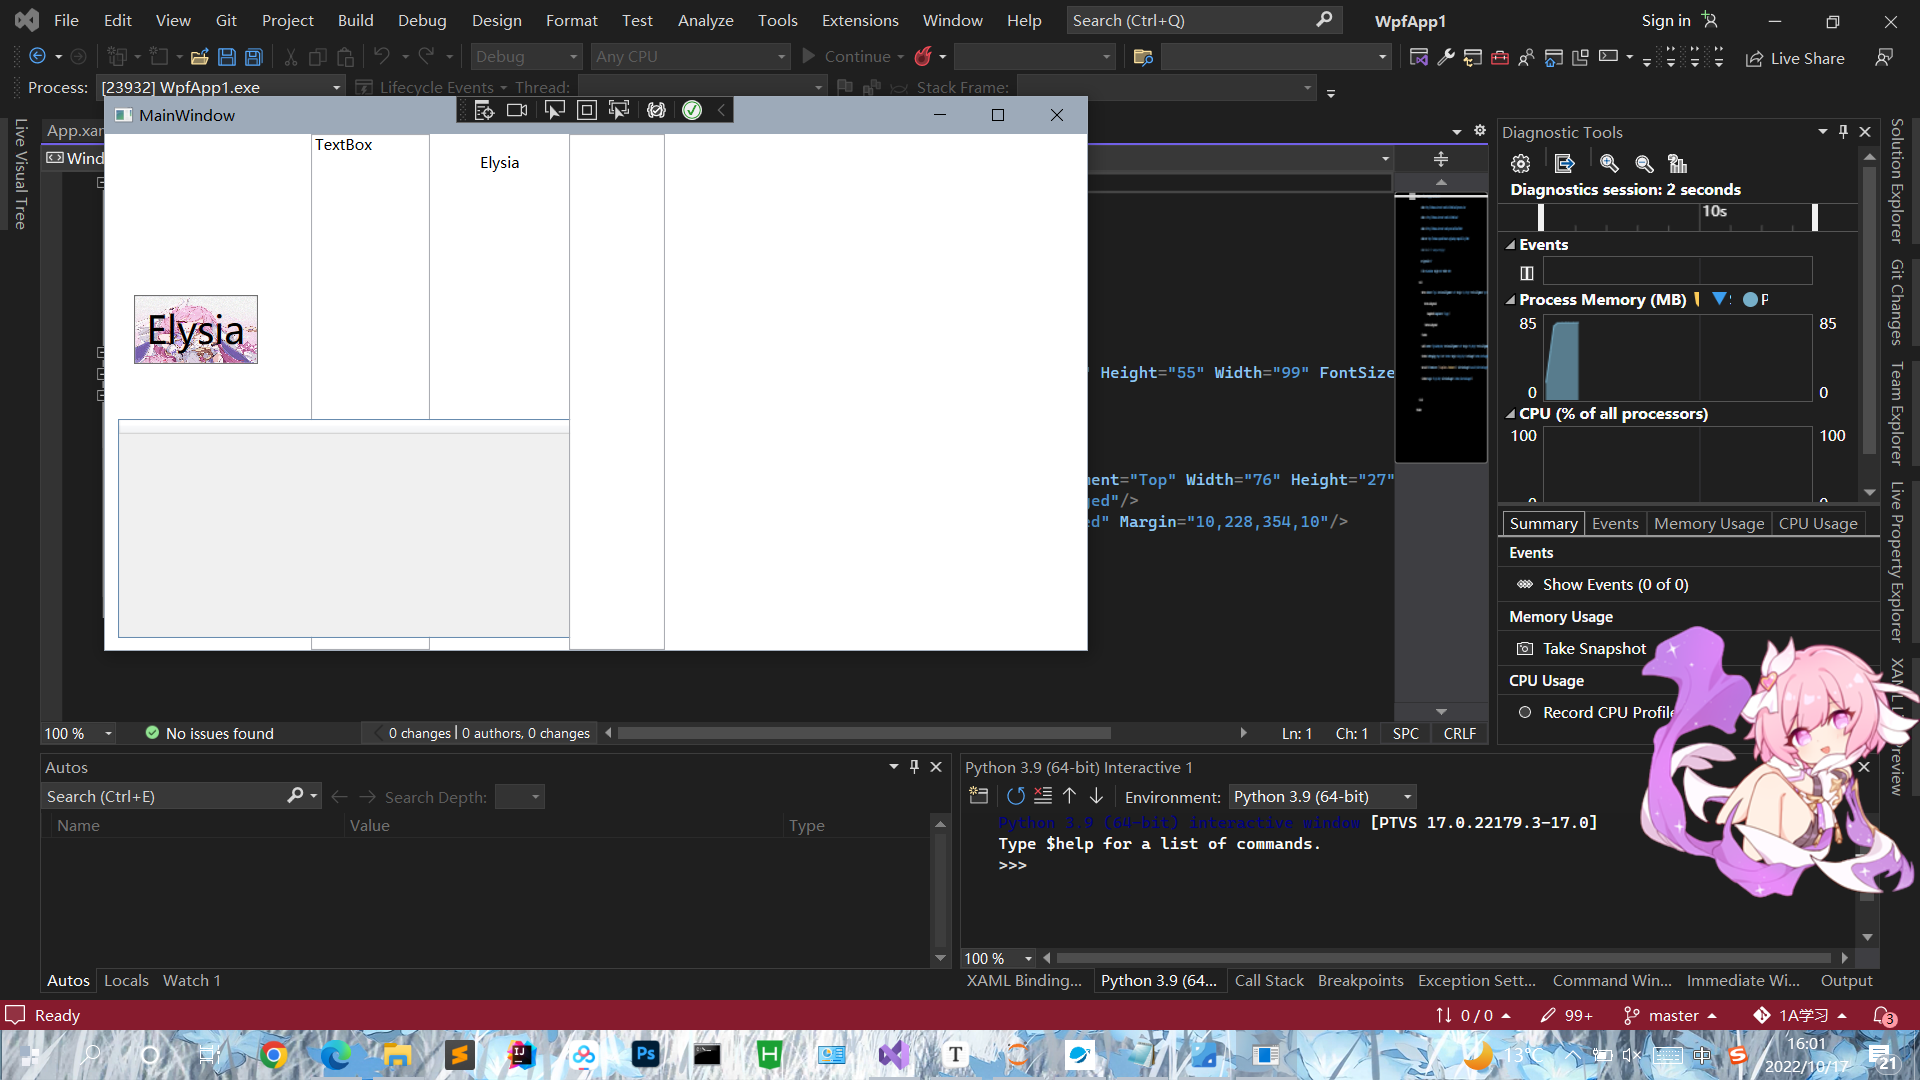 File Edit View Git Project Build Debug Design Format Test Analyze Tools Extensions Window Help Search (Ctrl+Q) WpfApp1 Sign in
Debug Any CPU Continue Live Share
Process: [23932] WpfApp1.exe Lifecycle Events Thread: Stack Frame:
MainWindow
App.xam
Wind
TextBox
Elysia
Elysia
Height="55" Width="99" FontSize
ent="Top" Width="76" Height="27"
ged"/>
d" Margin="10,228,354,10"/>
Live Visual Tree
Diagnostic Tools
Diagnostics session: 2 seconds
10s
Events
Process Memory (MB) P
85 85
0 0
CPU (% of all processors)
100 100
Summary Events Memory Usage CPU Usage
Events
Show Events (0 of 0)
Memory Usage
Take Snapshot
CPU Usage
Record CPU Profile
Solution Explorer
Git Changes
Team Explorer
Live Property Explorer
100 % No issues found 0 changes | 0 authors, 0 changes Ln: 1 Ch: 1 SPC CRLF
Autos
Search (Ctrl+E) Search Depth:
Name Value Type
Autos Locals Watch 1
Python 3.9 (64-bit) Interactive 1
Environment: Python 3.9 (64-bit)
Python 3.9 (64-bit) interactive window [PTVS 17.0.22179.3-17.0]
Type $help for a list of commands.
>>>
100 %
XAML Binding... Python 3.9 (64... Call Stack Breakpoints Exception Sett... Command Win... Immediate Wi... Output
Ready 0 / 0 99+ master 1A学习 3
13°C 中 16:01
2022/10/17 21